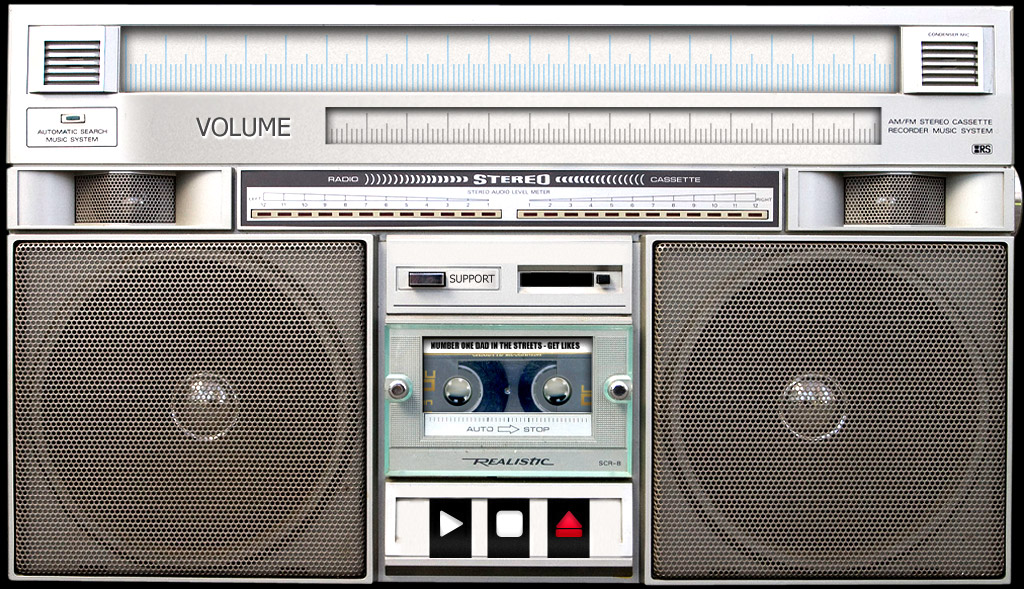 CONDENSER MIC
AUTOMATIC SEARCH
MUSIC SYSTEM
VOLUME
AM/FM STEREO CASSETTE
RECORDER MUSIC SYSTEM
RS
RADIO STEREO CASSETTE
STEREO AUDIO LEVEL METER
LEFT RIGHT
12 11 10 9 8 7 6 5 4 3 2 1 1 2 3 4 5 6 7 8 9 10 11 12
SUPPORT
NUMBER ONE DAD IN THE STREETS - GET LIKES
AUTO STOP
REALISTIC SCR-8